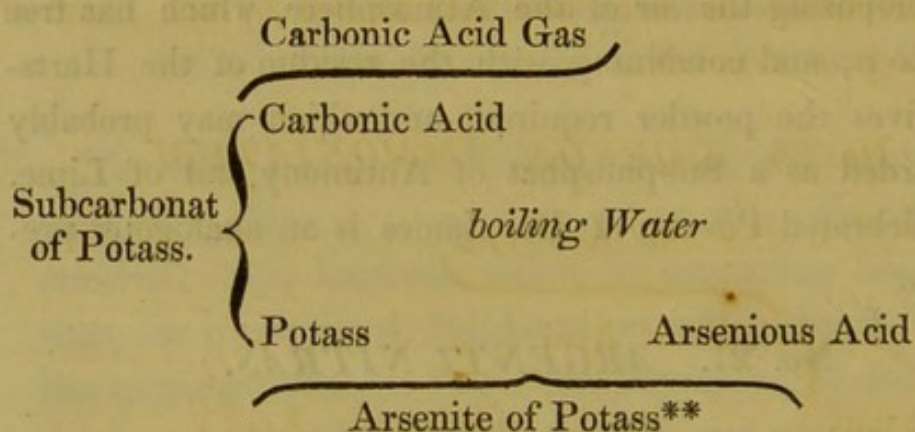 Carbonic Acid Gas
Carbonic Acid
Subcarbonat
of Potass.
boiling Water
Potass
Arsenious Acid
Arsenite of Potass**